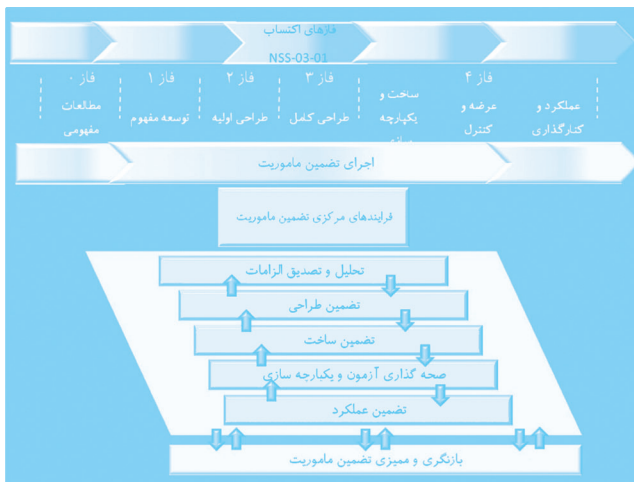 فازهای اکتساب
NSS-03-01
فاز ۰
فاز ۱
فاز ۲
فاز ۳
فاز ۴
مطالعات
مفهومی
توسعه مفهوم
طراحی اولیه
طراحی کامل
ساخت و
یکپارچه
عرضه و
کنترل
عملکرد و
کنارگذاری
اجرای تضمین ماموریت
فرایندهای مرکزی تضمین ماموریت
تحلیل و تصدیق الزامات
تضمین طراحی
تضمین ساخت
صحه گذاری آزمون و یکپارچه سازی
تضمین عملکرد
بازنگری و ممیزی تضمین ماموریت